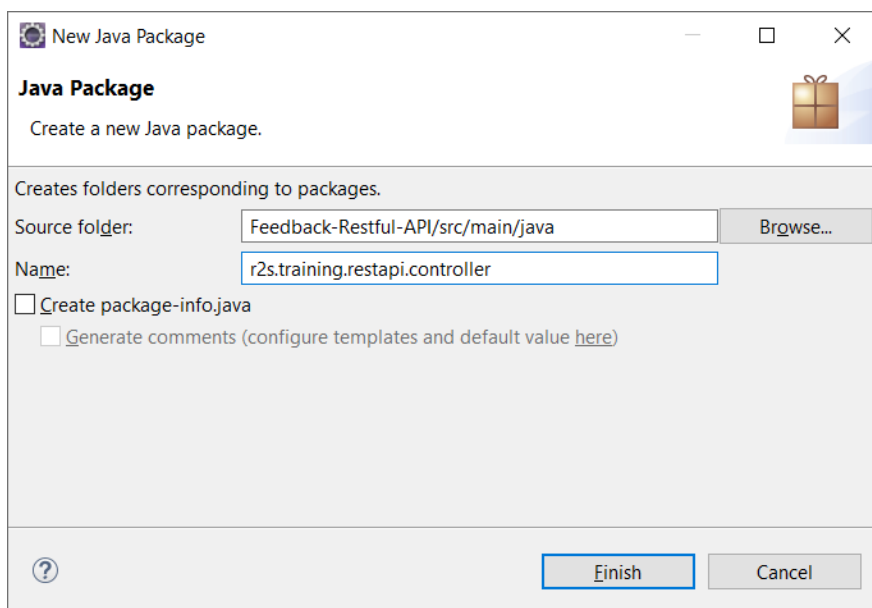 New Java Package
Java Package
Create a new Java package.
Creates folders corresponding to packages.
Source folder: Feedback-Restful-API/src/main/java Browse...
Name: r2s.training.restapi.controller
Create package-info.java
Generate comments (configure templates and default value here)
? Finish Cancel